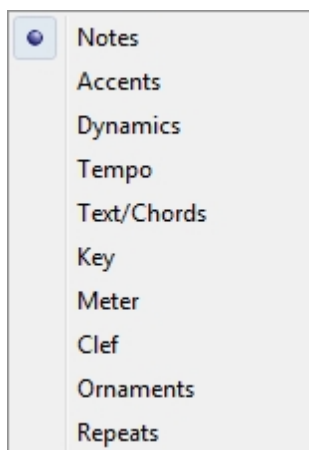 Notes
Accents
Dynamics
Tempo
Text/Chords
Key
Meter
Clef
Ornaments
Repeats